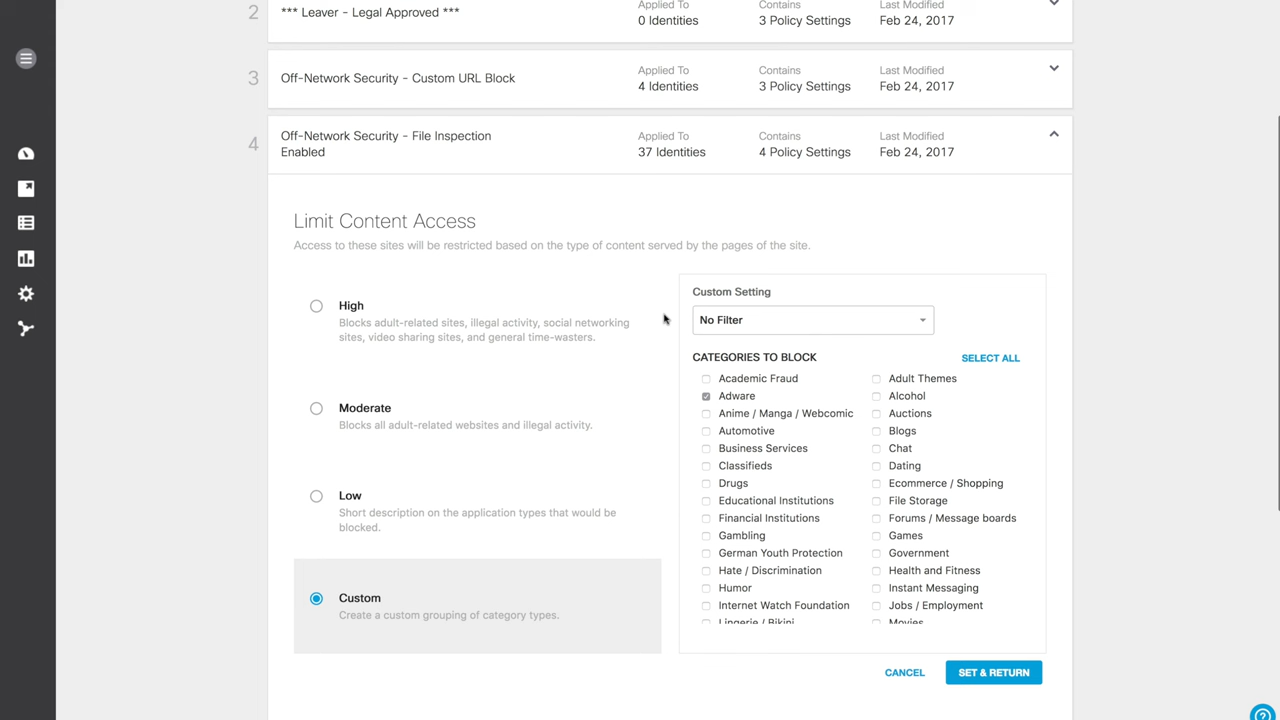 2
*** Leaver - Legal Approved ***
Applied To
0 Identities
Contains
3 Policy Settings
Last Modified
Feb 24, 2017
3
Off-Network Security - Custom URL Block
Applied To
4 Identities
Contains
3 Policy Settings
Last Modified
Feb 24, 2017
4
Off-Network Security - File Inspection
Enabled
Applied To
37 Identities
Contains
4 Policy Settings
Last Modified
Feb 24, 2017
Limit Content Access
Access to these sites will be restricted based on the type of content served by the pages of the site.
High
Blocks adult-related sites, illegal activity, social networking
sites, video sharing sites, and general time-wasters.
Moderate
Blocks all adult-related websites and illegal activity.
Low
Short description on the application types that would be
blocked.
Custom
Create a custom grouping of category types.
Custom Setting
No Filter
CATEGORIES TO BLOCK
SELECT ALL
Academic Fraud
Adult Themes
Adware
Alcohol
Anime / Manga / Webcomic
Auctions
Automotive
Blogs
Business Services
Chat
Classifieds
Dating
Drugs
Ecommerce / Shopping
Educational Institutions
File Storage
Financial Institutions
Forums / Message boards
Gambling
Games
German Youth Protection
Government
Hate / Discrimination
Health and Fitness
Humor
Instant Messaging
Internet Watch Foundation
Jobs / Employment
Lingerie / Bikini
Movies
CANCEL
SET & RETURN
?